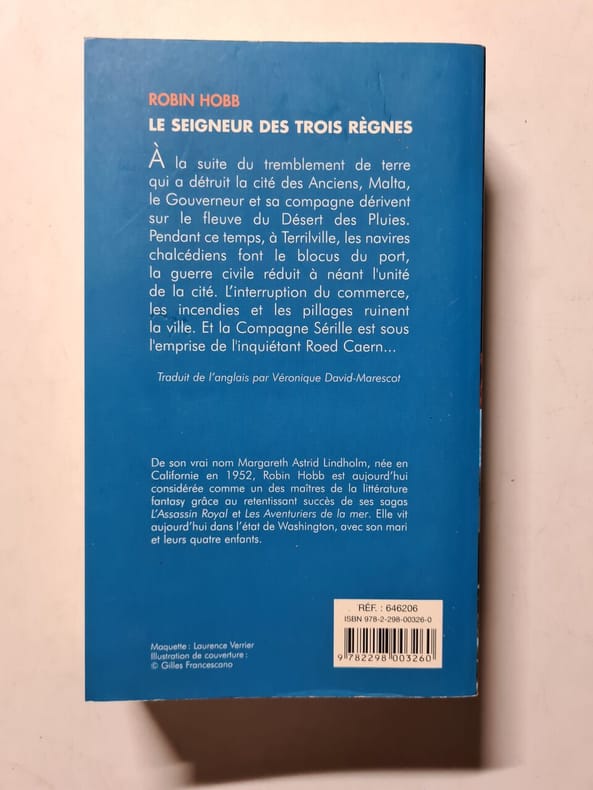 ROBIN HOBB
LE SEIGNEUR DES TROIS RÈGNES
À la suite du tremblement de terre
qui a détruit la cité des Anciens, Malta,
le Gouverneur et sa compagne dérivent
sur le fleuve du Désert des Pluies.
Pendant ce temps, à Terrilville, les navires
chalcédiens font le blocus du port,
la guerre civile réduit à néant l'unité
de la cité. L'interruption du commerce,
les incendies et les pillages ruinent
la ville. Et la Compagne Sérille est sous
l'emprise de l'inquiétant Roed Caern...
Traduit de l'anglais par Véronique David-Marescot
De son vrai nom Margareth Astrid Lindholm, née en
Californie en 1952, Robin Hobb est aujourd'hui
considérée comme un des maîtres de la littérature
fantasy grâce au retentissant succès de ses sagas
L'Assassin Royal et Les Aventuriers de la mer. Elle vit
aujourd'hui dans l'état de Washington, avec son mari
et leurs quatre enfants.
RÉF. : 646206
ISBN 978-2-298-00326-0
9 782298 003260
Maquette : Laurence Verrier
Illustration de couverture :
© Gilles Francescano